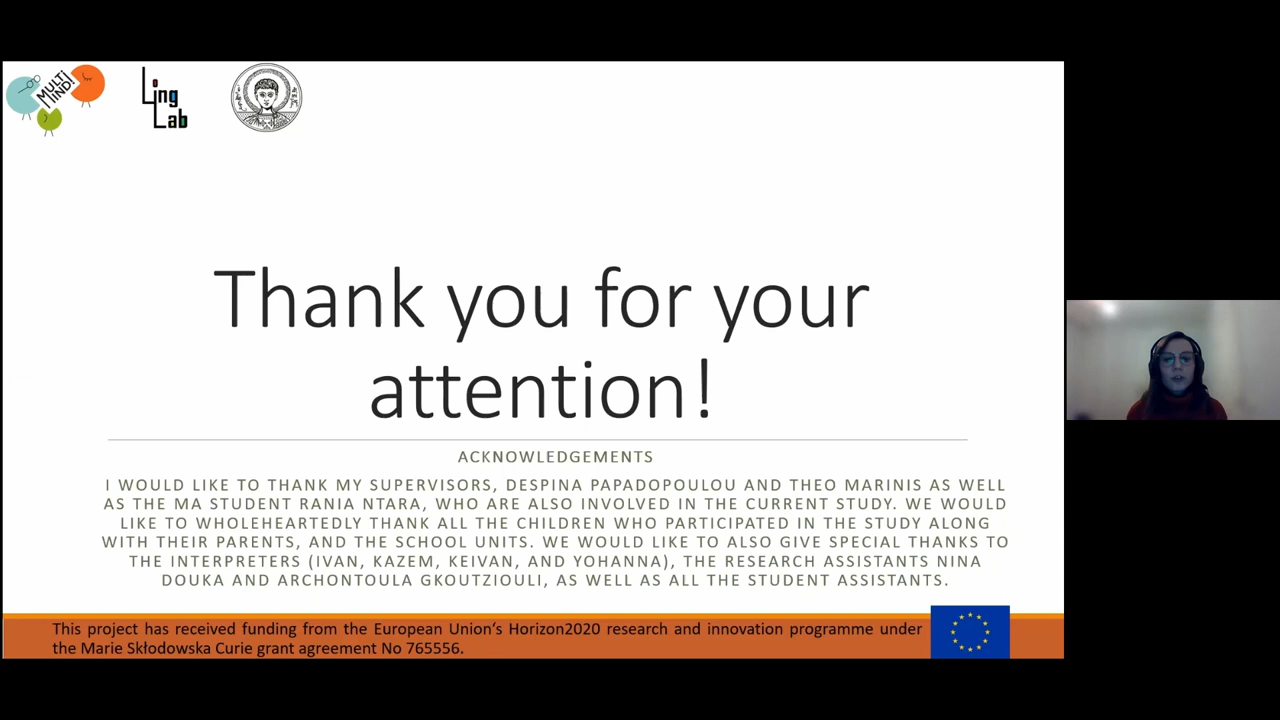 MULTI
MIND!
Ling
Lab
Thank you for your
attention!
ACKNOWLEDGEMENTS
I WOULD LIKE TO THANK MY SUPERVISORS, DESPINA PAPADOPOULOU AND THEO MARINIS AS WELL
AS THE MA STUDENT RANIA NTARA, WHO ARE ALSO INVOLVED IN THE CURRENT STUDY. WE WOULD
LIKE TO WHOLEHEARTEDLY THANK ALL THE CHILDREN WHO PARTICIPATED IN THE STUDY ALONG
WITH THEIR PARENTS, AND THE SCHOOL UNITS. WE WOULD LIKE TO ALSO GIVE SPECIAL THANKS TO
THE INTERPRETERS (IVAN, KAZEM, KEIVAN, AND YOHANNA), THE RESEARCH ASSISTANTS NINA
DOUKA AND ARCHONTOULA GKOUTZIOULI, AS WELL AS ALL THE STUDENT ASSISTANTS.
This project has received funding from the European Union‘s Horizon2020 research and innovation programme under
the Marie Skłodowska Curie grant agreement No 765556.